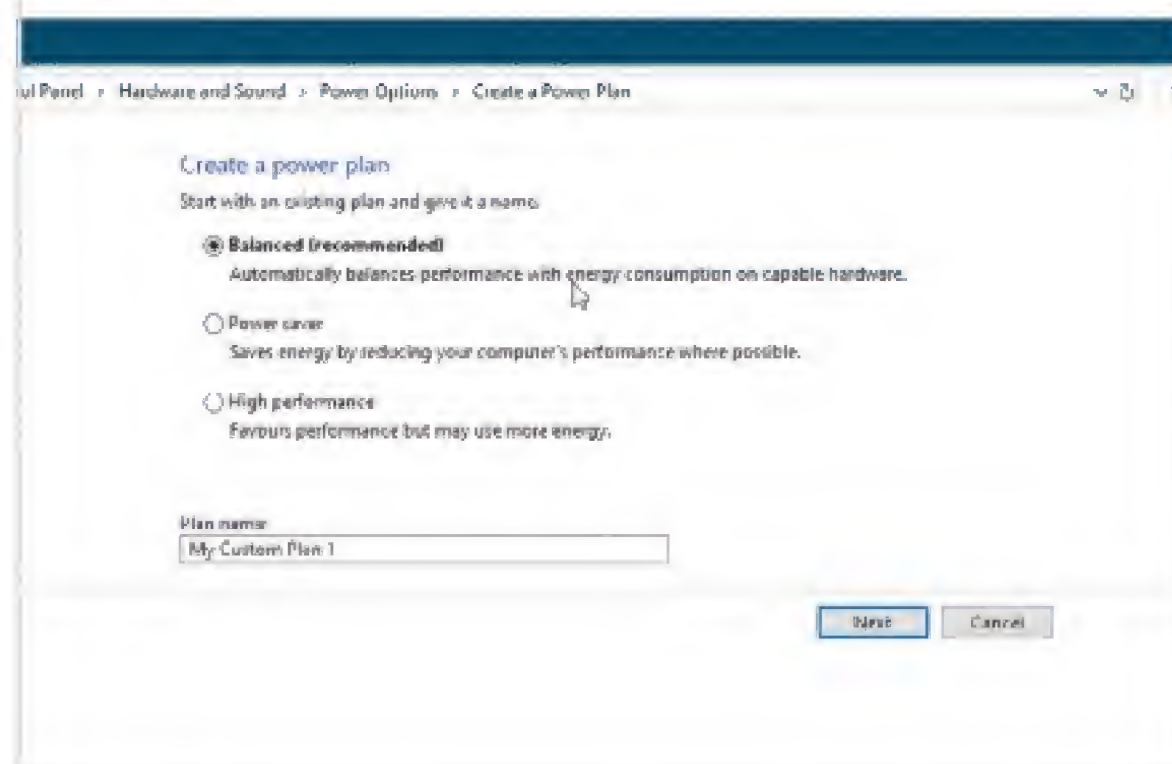 Panel › Hardware and Sound › Power Options › Create a Power Plan
Create a power plan
Start with an existing plan and give it a name.
Balanced (recommended)
Automatically balances performance with energy consumption on capable hardware.
Power saver
Saves energy by reducing your computer's performance where possible.
High performance
Favours performance but may use more energy.
Plan name:
My Custom Plan 1
Next
Cancel